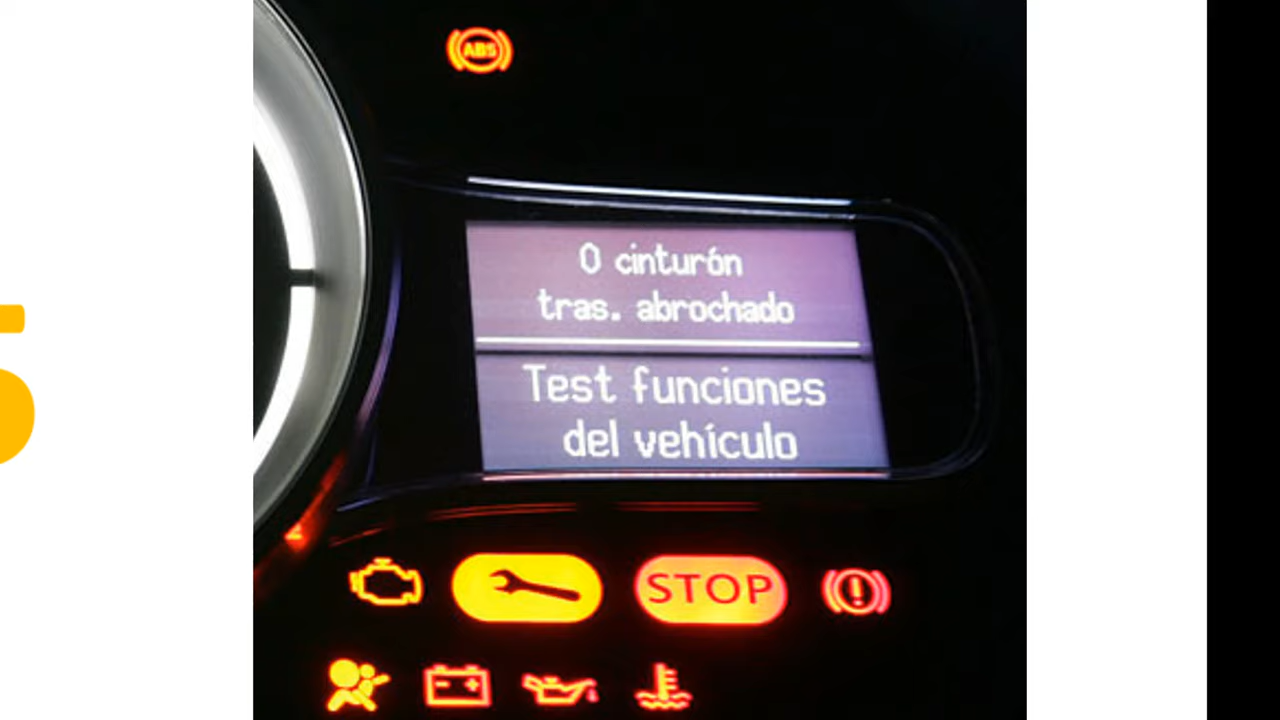 ABS
0 cinturón
tras. abrochado
Test funciones
del vehículo
STOP